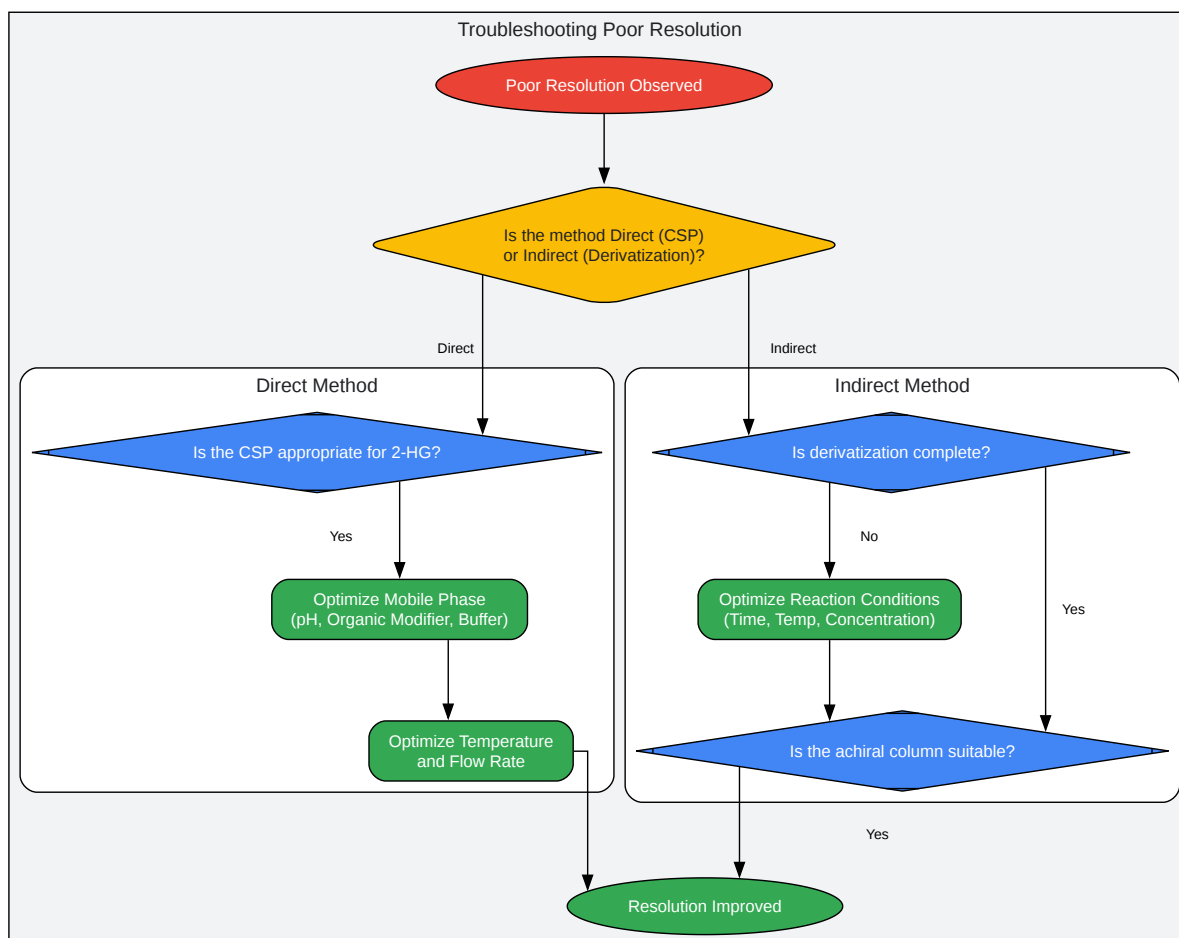 Troubleshooting Poor Resolution
Poor Resolution Observed
Is the method Direct (CSP)
or Indirect (Derivatization)?
Direct
Indirect
Direct Method
Is the CSP appropriate for 2-HG?
Yes
Optimize Mobile Phase
(pH, Organic Modifier, Buffer)
Optimize Temperature
and Flow Rate
Indirect Method
Is derivatization complete?
No
Optimize Reaction Conditions
(Time, Temp, Concentration)
Yes
Is the achiral column suitable?
Yes
Resolution Improved